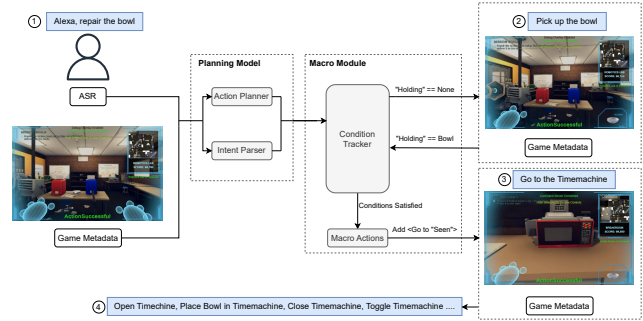 1
Alexa, repair the bowl
ASR
ActionSuccessful
Game Metadata
Planning Model
Action Planner
Intent Parser
Macro Module
Condition
Tracker
"Holding" == None
"Holding" == Bowl
Conditions Satisfied
Macro Actions
Add <Go to "Seen">
2
Pick up the bowl
ActionSuccessful
Game Metadata
3
Go to the Timemachine
ActionSuccessful
Game Metadata
4
Open Timechine, Place Bowl in Timemachine, Close Timemachine, Toggle Timemachine ....